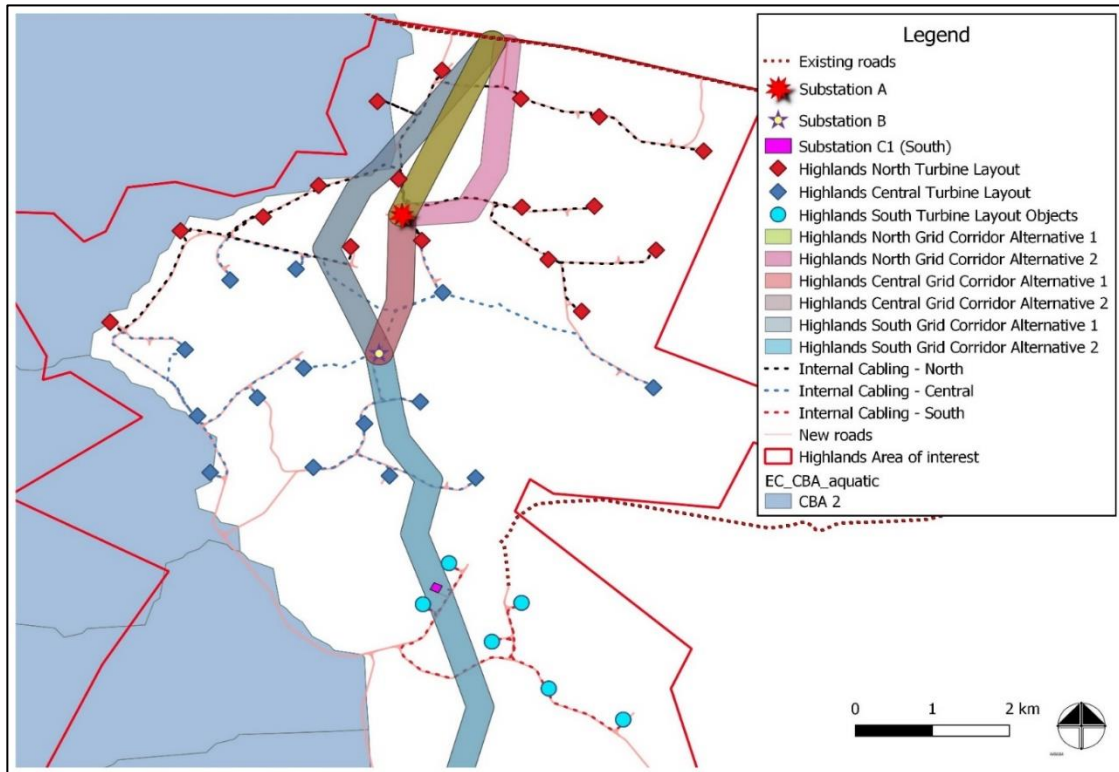 Legend
Existing roads
Substation A
Substation B
Substation C1 (South)
Highlands North Turbine Layout
Highlands Central Turbine Layout
Highlands South Turbine Layout Objects
Highlands North Grid Corridor Alternative 1
Highlands North Grid Corridor Alternative 2
Highlands Central Grid Corridor Alternative 1
Highlands Central Grid Corridor Alternative 2
Highlands South Grid Corridor Alternative 1
Highlands South Grid Corridor Alternative 2
Internal Cabling - North
Internal Cabling - Central
Internal Cabling - South
New roads
Highlands Area of interest
EC_CBA_aquatic
CBA 2
0 1 2 km